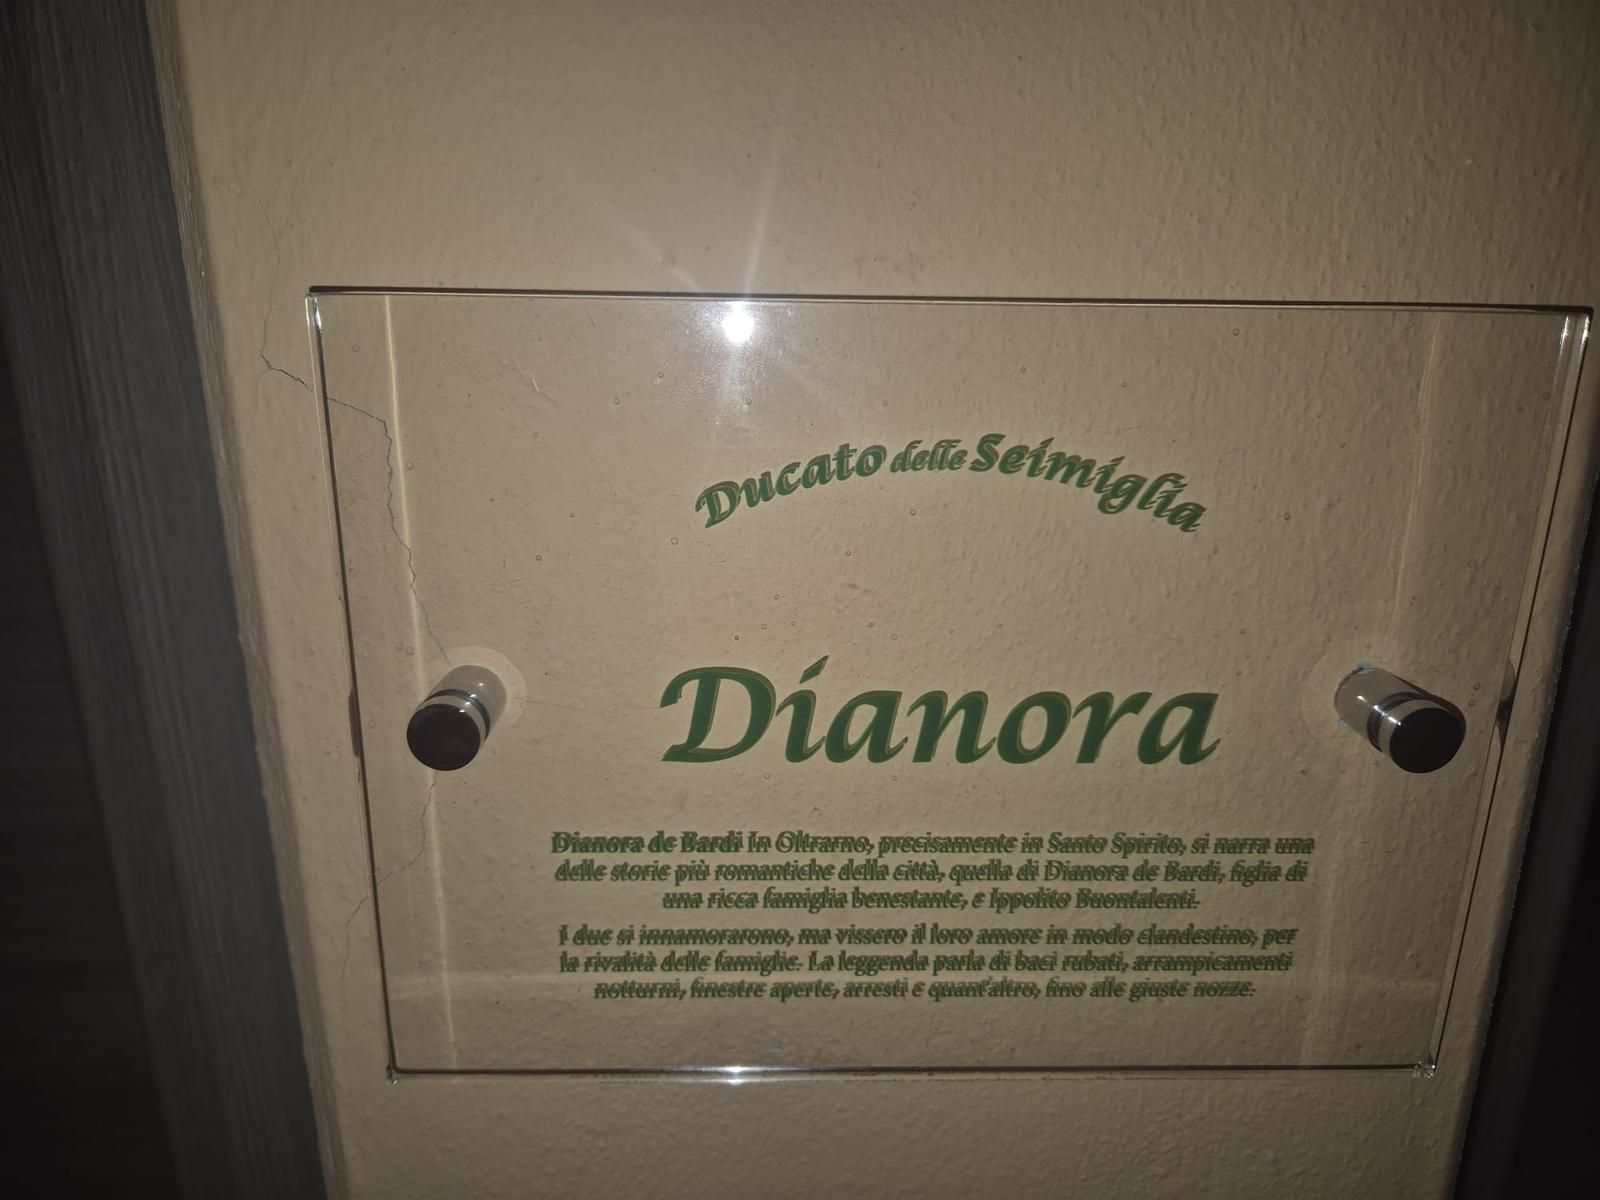 Ducato delle Seimiglia
Dianora
Dianora de Bardi In Oltrarno, precisamente in Santo Spirito, si narra una
delle storie più romantiche della città, quella di Dianora de Bardi, figlia di
una ricca famiglia benestante, e Ippolito Buontalenti.
I due si innamorarono, ma vissero il loro amore in modo clandestino, per
la rivalità delle famiglie. La leggenda parla di baci rubati, arrampicamenti
notturni, finestre aperte, arresti e quant'altro, fino alle giuste nozze.